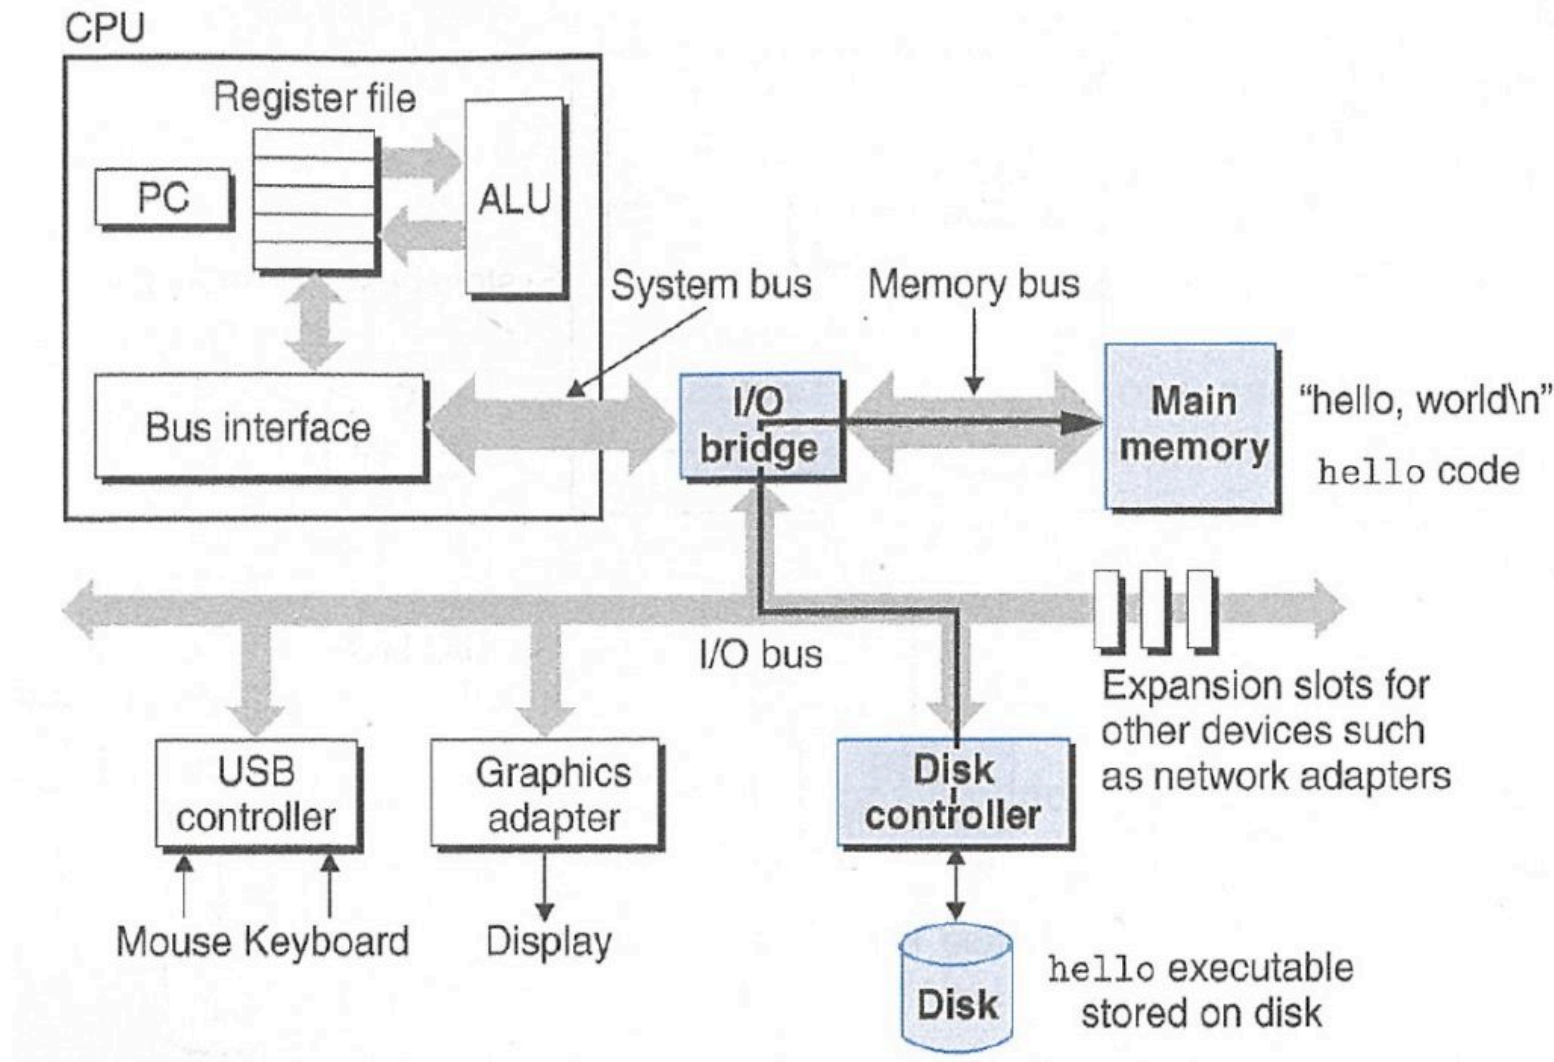 CPU
Register file
PC
ALU
System bus
Memory bus
Bus interface
I/O
bridge
Main
memory
"hello, world\n"
hello code
I/O bus
Expansion slots for
other devices such
as network adapters
USB
controller
Graphics
adapter
Disk
controller
Mouse Keyboard
Display
Disk
hello executable
stored on disk